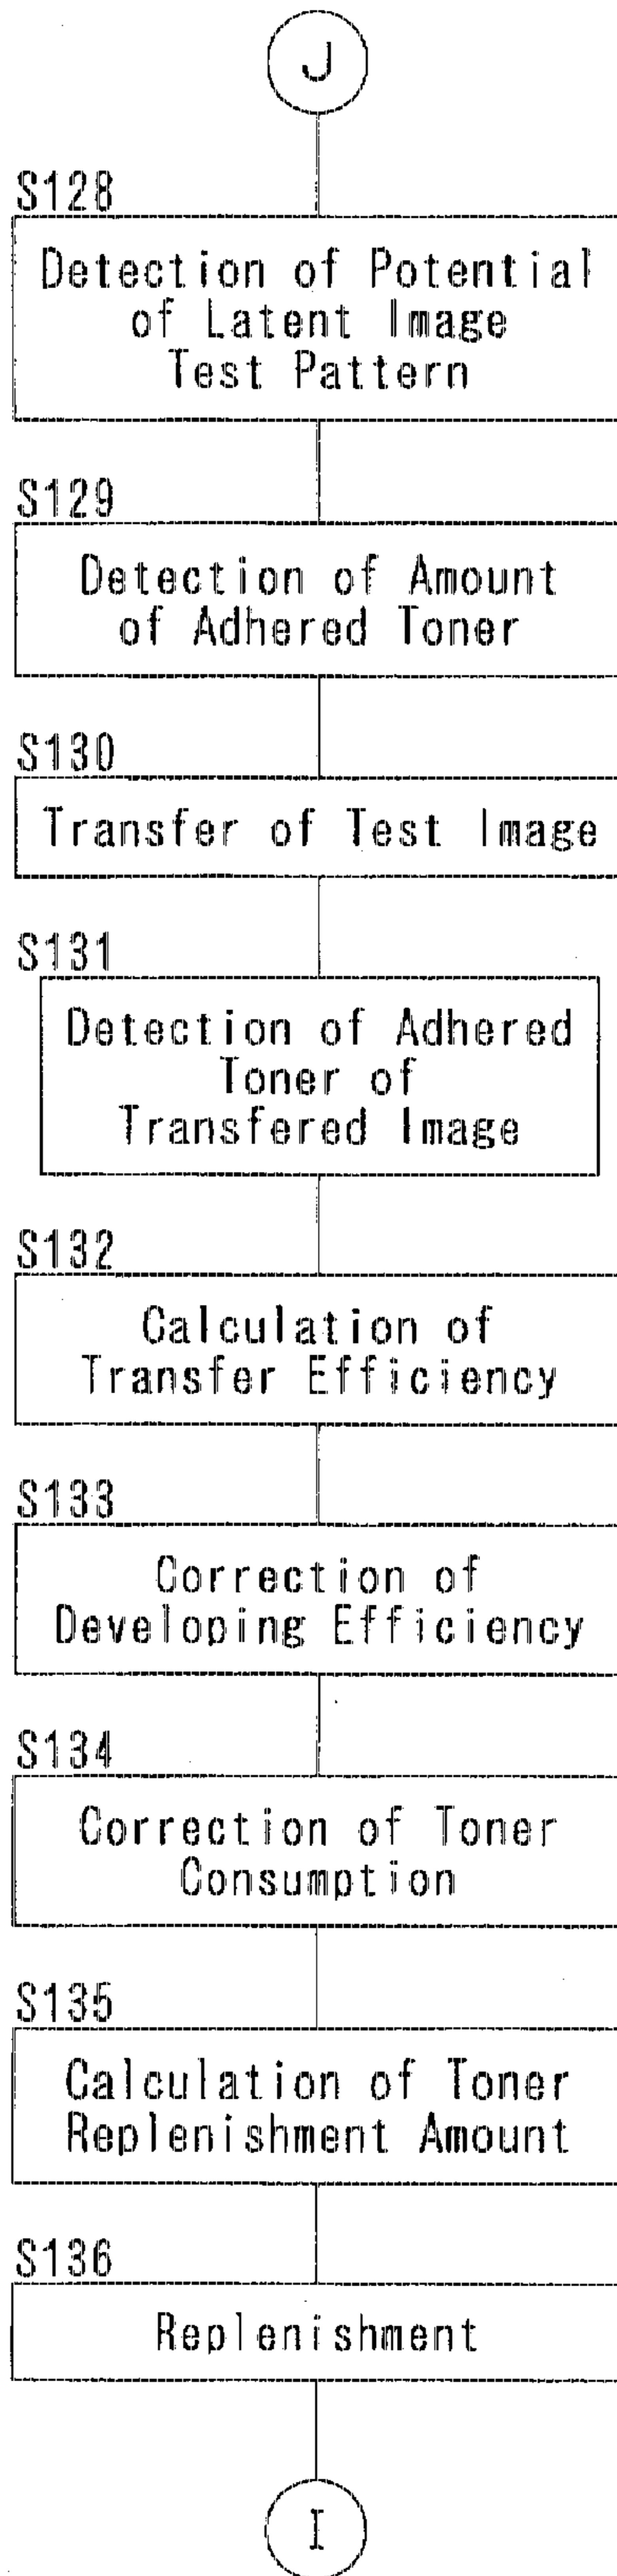 J
S128
Detection of Potential
of Latent Image
Test Pattern
S129
Detection of Amount
of Adhered Toner
S130
Transfer of Test Image
S131
Detection of Adhered
Toner of
Transfered Image
S132
Calculation of
Transfer Efficiency
S133
Correction of
Developing Efficiency
S134
Correction of Toner
Consumption
S135
Calculation of Toner
Replenishment Amount
S136
Replenishment
I